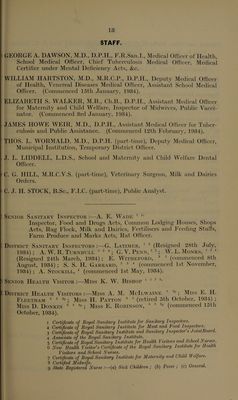 13
STAFF.
GEORGE A. DAWSON, M.D., D.P.H., F.R.San.I., Medical Officer of Health,
School Medical Officer, Chief Tuberculosis Medical Officer, Medical
Certifier under Mental Deficiency Acts, &c.
WILLIAM HARTSTON, M.D., M.R.C.P., D.P.H., Deputy Medical Officer
of Health, Venereal Diseases Medical Officer, Assistant School Medical
Officer. (Commenced 13th January, 1934).
ELIZABETH S. WALKER, M.B., Ch.B., D.P.H., Assistant Medical Officer
for Maternity and Child Welfare, Inspector of Midwives, Public Vacci-
nator. (Commenced 3rd January, 1934).
JAMES HOWE WEIR, M.D., D.P.H., Assistant Medical Officer for Tuber-
culosis and Public Assistance. (Commenced 12th February, 1934).
THOS. L. WORMALD, M.D., D.P.H. (part-time), Deputy Medical Officer,
Municipal Institution, Temporary District Officer.
J. L. LIDDELL, L.D.S., School and Maternity and Child Welfare Dental
Officer.
C. G. HILL, M.R.C.V.S. (part-time), Veterinary Surgeon, Milk and Dairies
Orders.
C. J. H. STOCK, B.Sc., F.I.C. (part-time), Public Analyst.
SENIOR SANITARY INSPECTOR:—A. E. WADE
Inspector, Food and Drugs Acts, Common Lodging Houses, Shops
Acts, Rag Flock, Milk and Dairies, Fertilisers and Feeding Stuffs,
Farm Produce and Marks Acts, Hut Officer.
DISTRICT SANITARY INSPECTORS:—G. LATIMER, (Resigned 28th July,
1934); A. W. B. TURNBULL; G. V. PENN,; W. L. MONKS,
(Resigned 24th March, 1934); E. WYTHEFORD, (commenced 8th
August, 1934); S. S. H. GARRARD, (commenced 1st November,
1934); A. STOCKELL, (commenced 1st May, 1934).
SENIOR HEALTH VISITOR:—MISS K. W. BISHOP
DISTRICT HEALTH VISITORS:—MISS A. M. MCILWAINE; MISS E. H.
FLEETHAM; MISS H. PAXTON (retired 5th October, 1934);
MISS D. DONKIN; MISS E. ROBINSON, (commenced 15th
October, 1934).
1 Certificate of Royal Sanitary Institute for Sanitary Inspectors.
2 Certificate of Royal Sanitary Institute for Meat and Food Inspectors.
3 Certificate of Royal Sanitary Institute and Sanitary Inspector's Joint Board.
4 Associate of the Royal Sanitary Institute.
5 Certificate of Royal Sanitary Institute for Health Visitors and School Nurses.
6 New Health Visitor's Certificate of the Royal Sanitary Institute for Health
Visitors and School Nurses.
7 Certificate of Royal Sanitary Institute for Maternity and Child Welfare.
8 Certified Midwife.
9 State Registered Nurse:—(a) Sick Children; (b) Fever; (c) General.